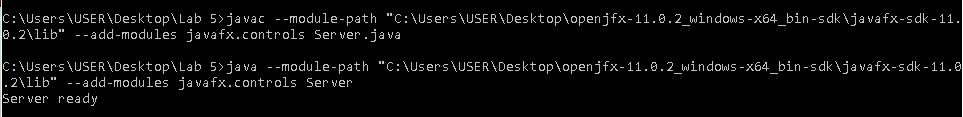 C:\Users\USER\Desktop\Lab 5>javac --module-path "C:\Users\USER\Desktop\openjfx-11.0.2_windows-x64_bin-sdk\javafx-sdk-11.
0.2\lib" --add-modules javafx.controls Server.java
C:\Users\USER\Desktop\Lab 5>java --module-path "C:\Users\USER\Desktop\openjfx-11.0.2_windows-x64_bin-sdk\javafx-sdk-11.0
.2\lib" --add-modules javafx.controls Server
Server ready